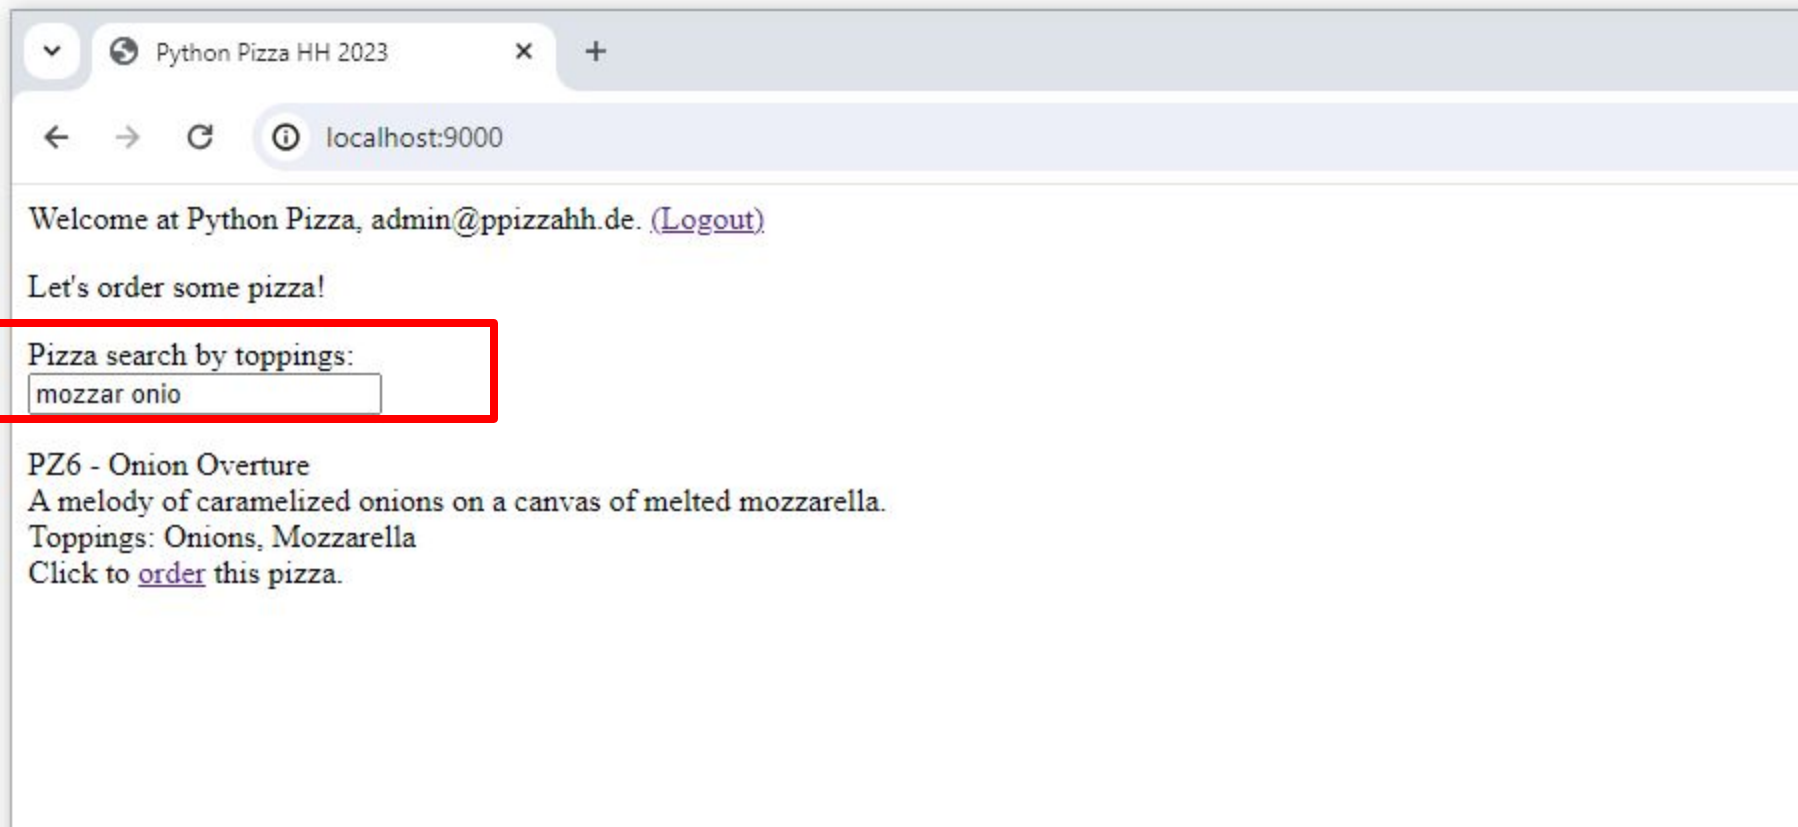 Python Pizza HH 2023
localhost:9000
Welcome at Python Pizza, admin@ppizzahh.de. (Logout)
Let's order some pizza!
Pizza search by toppings:
mozzar onio
PZ6 - Onion Overture
A melody of caramelized onions on a canvas of melted mozzarella.
Toppings: Onions, Mozzarella
Click to order this pizza.